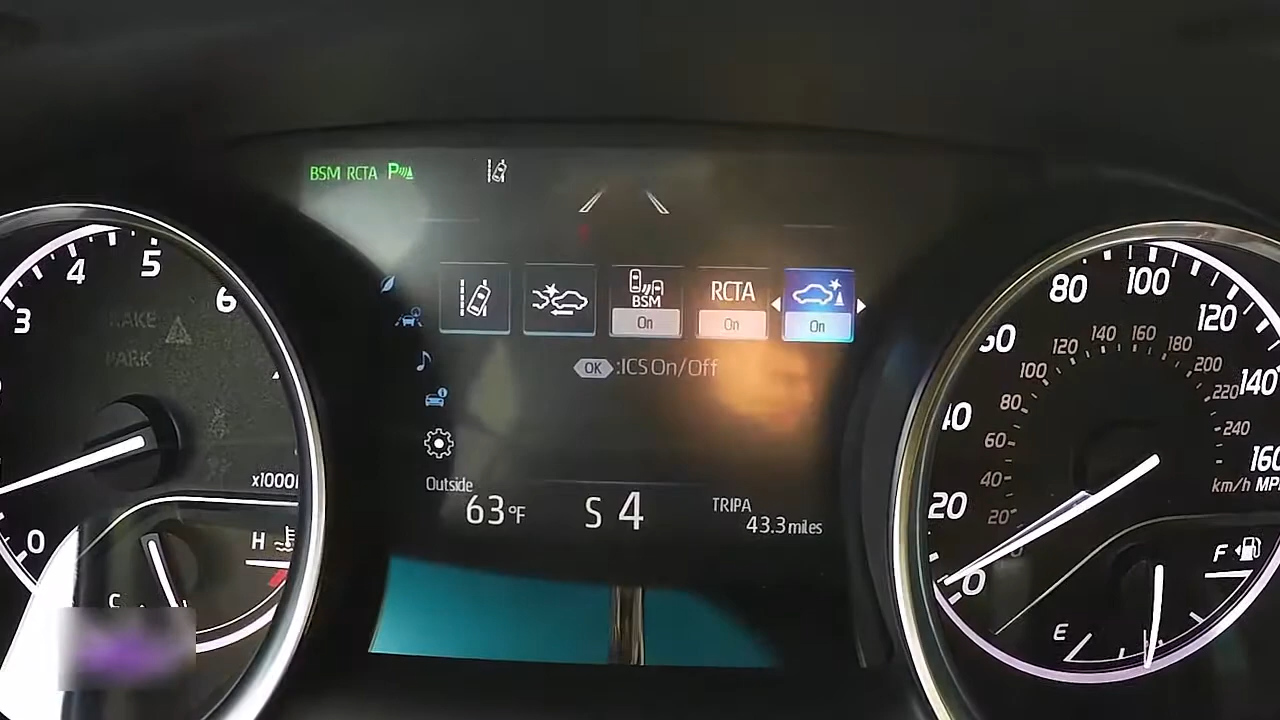 BSM RCTA P
BSM
On
RCTA
On
On
OK :ICS On/Off
Outside
63°F
S 4
TRIP A
43.3 miles
3
4
5
6
0
BRAKE
PARK
x1000r
H
C
0
20
40
60
80
100
120
140
160
km/h MPH
20
40
60
80
100
120
140
160
180
200
220
240
F
E